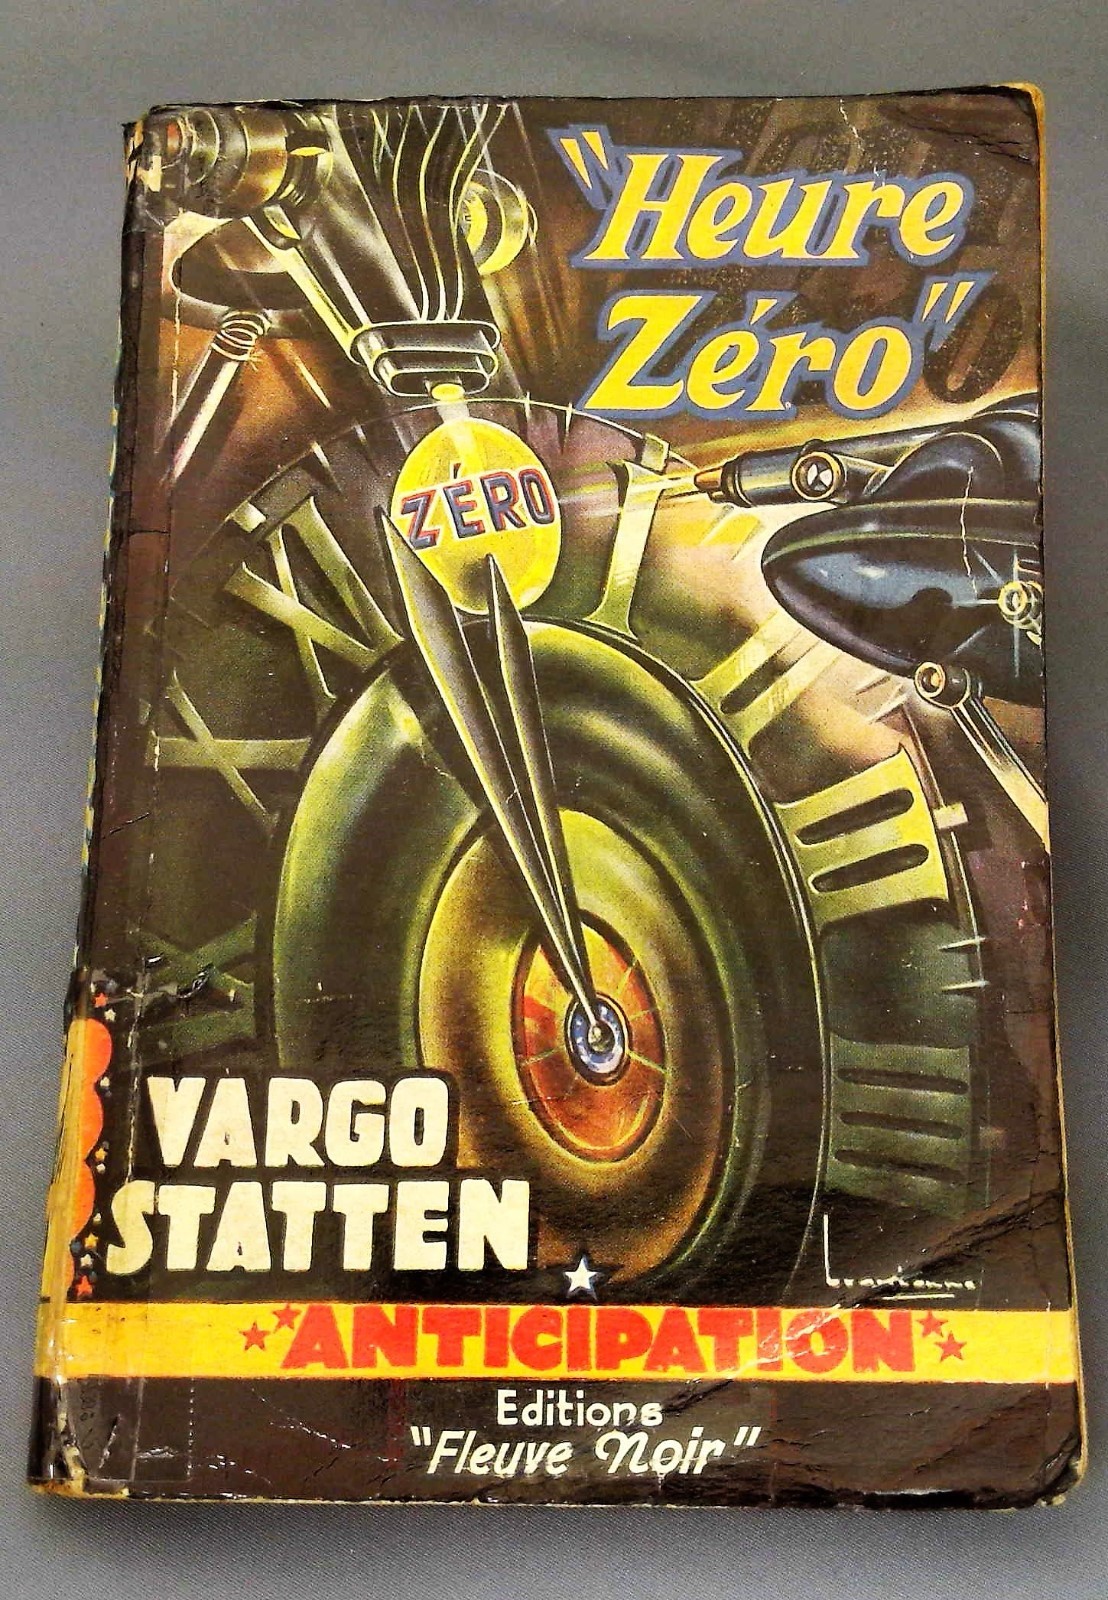 "Heure
Zéro"
ZÉRO
VARGO
STATTEN
ANTICIPATION
Editions
"Fleuve Noir"